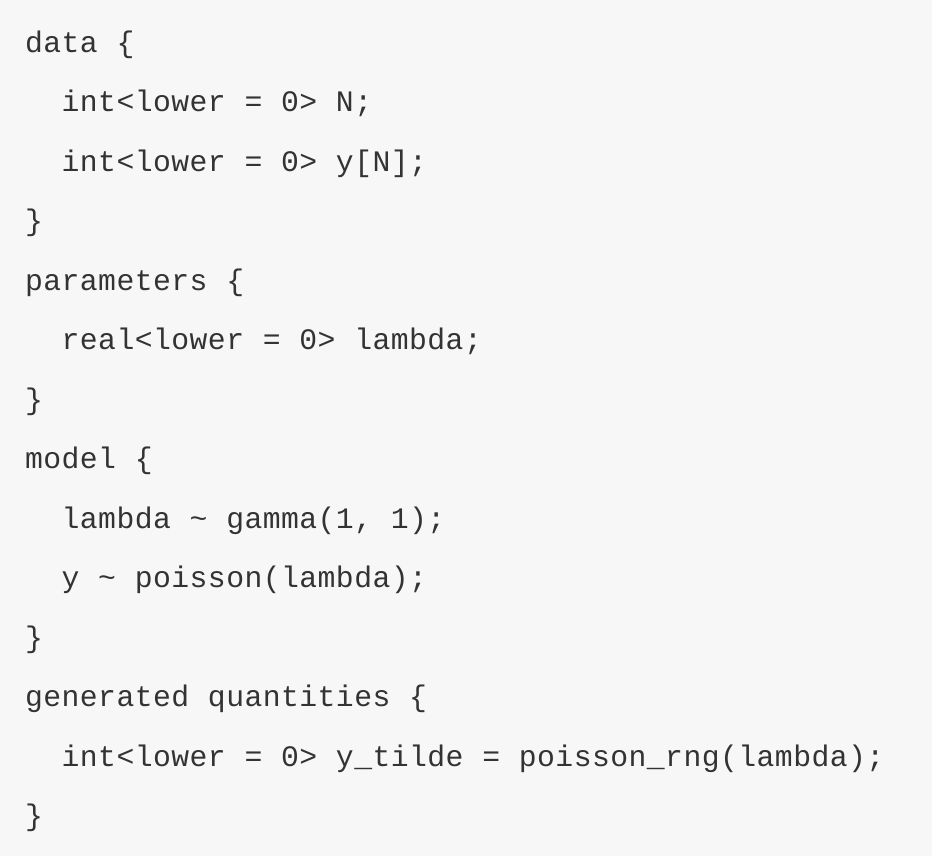 data {
  int<lower = 0> N;
  int<lower = 0> y[N];
}
parameters {
  real<lower = 0> lambda;
}
model {
  lambda ~ gamma(1, 1);
  y ~ poisson(lambda);
}
generated quantities {
  int<lower = 0> y_tilde = poisson_rng(lambda);
}